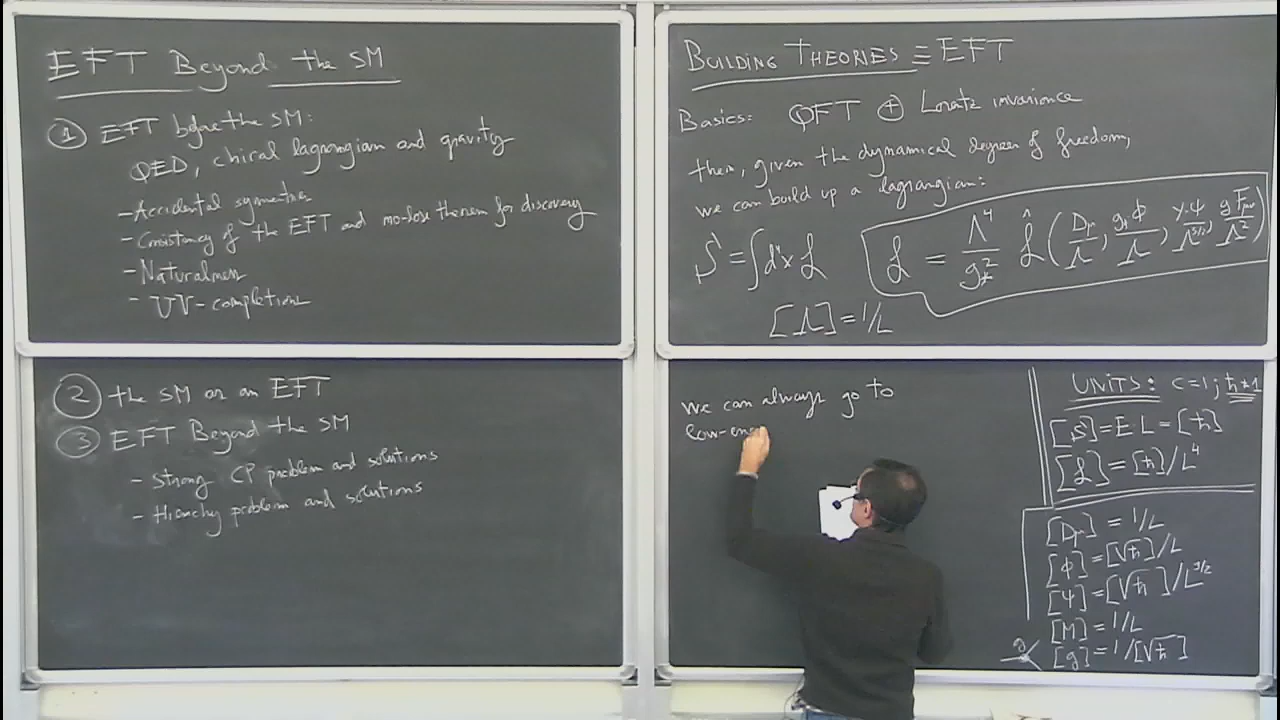 EFT Beyond the SM
① EFT before the SM:
QED, chiral lagrangian and gravity
- Accidental symmetries
- Consistency of the EFT and no-lose theorem for discovery
- Naturalness
- UV-completions
② the SM as an EFT
③ EFT Beyond the SM
- Strong CP problem and solutions
- Hierarchy problem and solutions
BUILDING THEORIES ≡ EFT
Basics: QFT ⊕ Lorentz invariance
then, given the dynamical degree of freedom,
we can build up a lagrangian:
S = ∫d⁴x ℒ
ℒ = Λ⁴/g*² ℒ̂ (Dμ/Λ, g*Φ/Λ, g*Ψ/Λ^3/2, gFμν/Λ²)
[Λ] = 1/L
We can always go to
low-ene
UNITS: c=1; ħ≠1
[S] = E L = [ħ]
[ℒ] = [ħ]/L⁴
[Dμ] = 1/L
[Φ] = [√ħ]/L
[Ψ] = [√ħ]/L^3/2
[M] = 1/L
g [g] = 1/[√ħ]